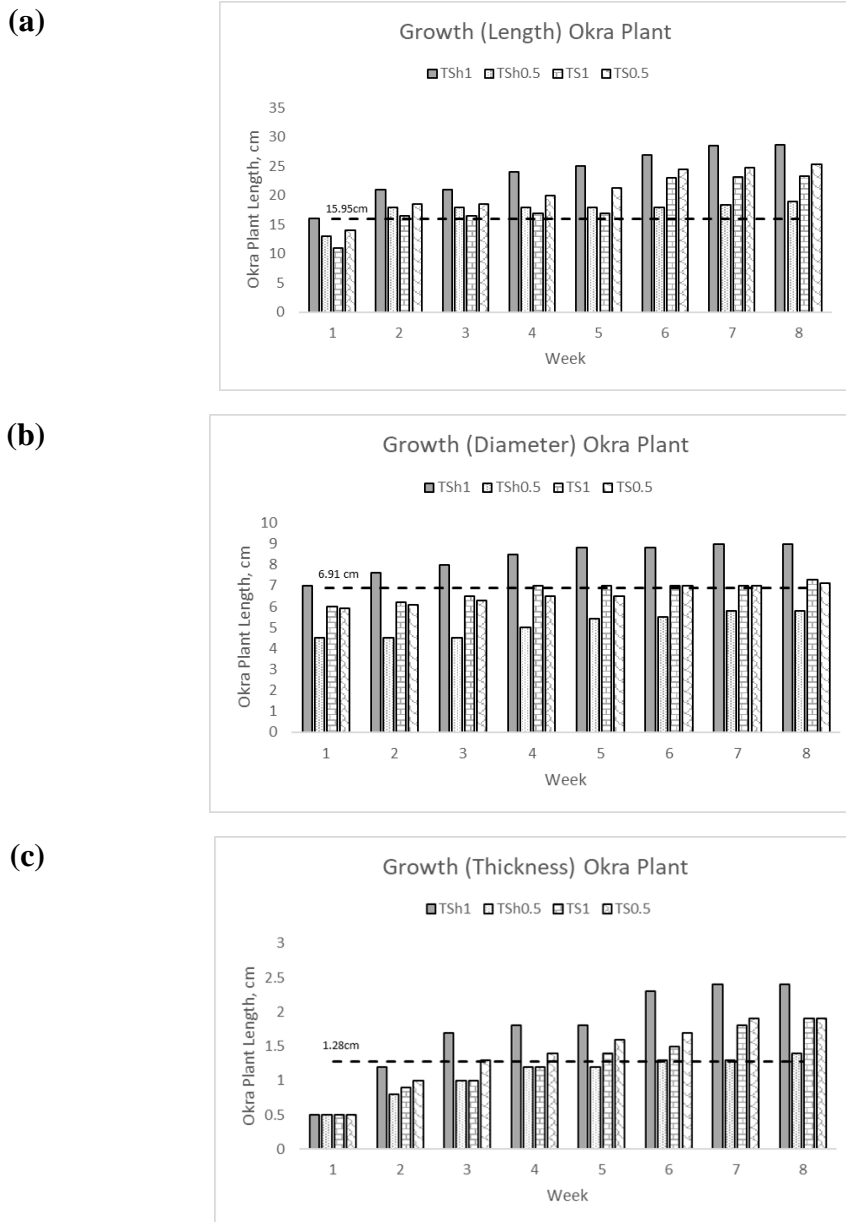 (a)
Growth (Length) Okra Plant
TSh1 TSh0.5 TS1 TS0.5
35
30
25
20
15
10
5
0
Okra Plant Length, cm
15.95cm
1 2 3 4 5 6 7 8
Week
(b)
Growth (Diameter) Okra Plant
TSh1 TSh0.5 TS1 TS0.5
10
9
8
7
6
5
4
3
2
1
0
Okra Plant Length, cm
6.91 cm
1 2 3 4 5 6 7 8
Week
(c)
Growth (Thickness) Okra Plant
TSh1 TSh0.5 TS1 TS0.5
3
2.5
2
1.5
1
0.5
0
Okra Plant Length, cm
1.28cm
1 2 3 4 5 6 7 8
Week